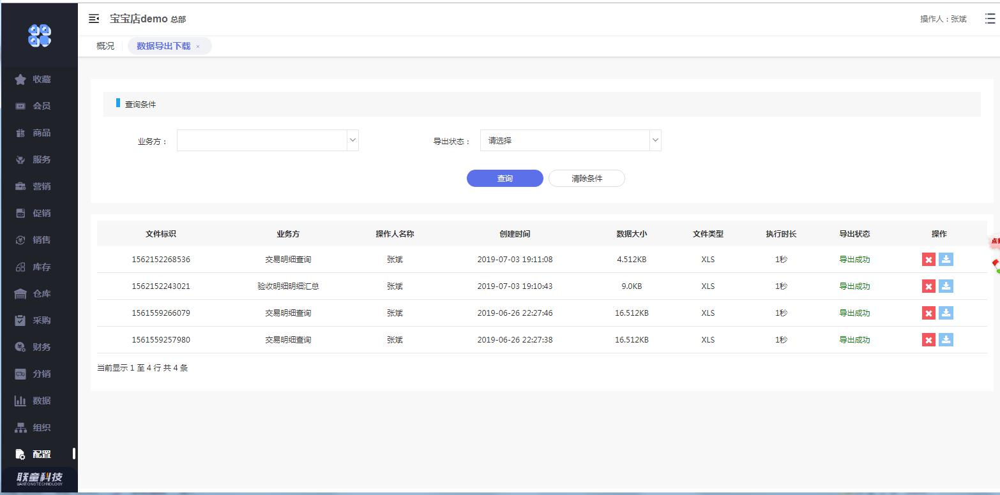 宝宝店demo 总部
操作人：张斌
概况
数据导出下载 ×
收藏
会员
商品
服务
营销
促销
销售
库存
仓库
采购
财务
分销
数据
组织
配置
联童科技
LIANTONGTECHNOLOGY
查询条件
业务方：
导出状态： 请选择
查询 清除条件
文件标识 业务方 操作人名称 创建时间 数据大小 文件类型 执行时长 导出状态 操作
1562152268536 交易明细查询 张斌 2019-07-03 19:11:08 4.512KB XLS 1秒 导出成功
1562152243021 验收明细明细汇总 张斌 2019-07-03 19:10:43 9.0KB XLS 1秒 导出成功
1561559266079 交易明细查询 张斌 2019-06-26 22:27:46 16.512KB XLS 1秒 导出成功
1561559257980 交易明细查询 张斌 2019-06-26 22:27:38 16.512KB XLS 1秒 导出成功
当前显示 1 至 4 行 共 4 条